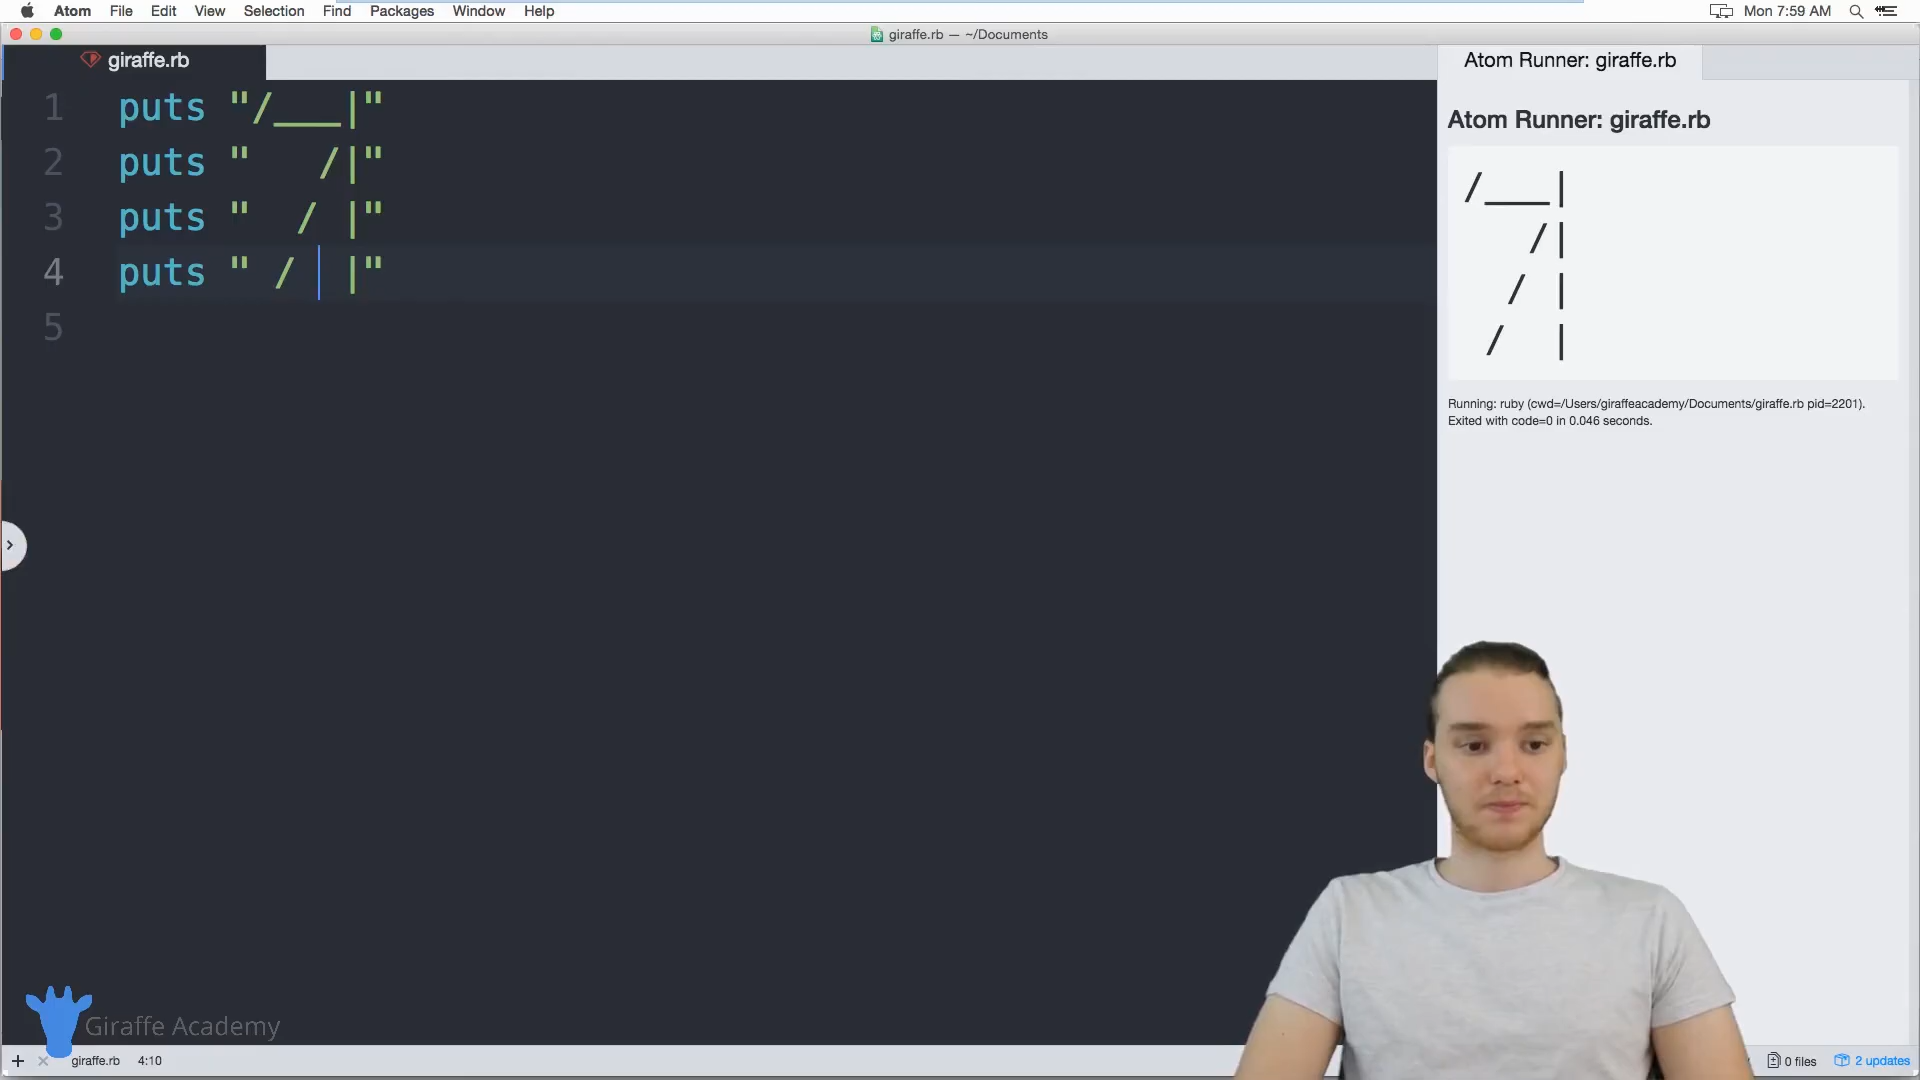 Atom File Edit View Selection Find Packages Window Help Mon 7:59 AM
giraffe.rb — ~/Documents
giraffe.rb
Atom Runner: giraffe.rb
1 puts "/___|"
2 puts "   /|"
3 puts "  / |"
4 puts " /  |"
5
Atom Runner: giraffe.rb
/___|
   /|
  / |
 /  |
Running: ruby (cwd=/Users/giraffeacademy/Documents/giraffe.rb pid=2201).
Exited with code=0 in 0.046 seconds.
Giraffe Academy
giraffe.rb 4:10
0 files 2 updates